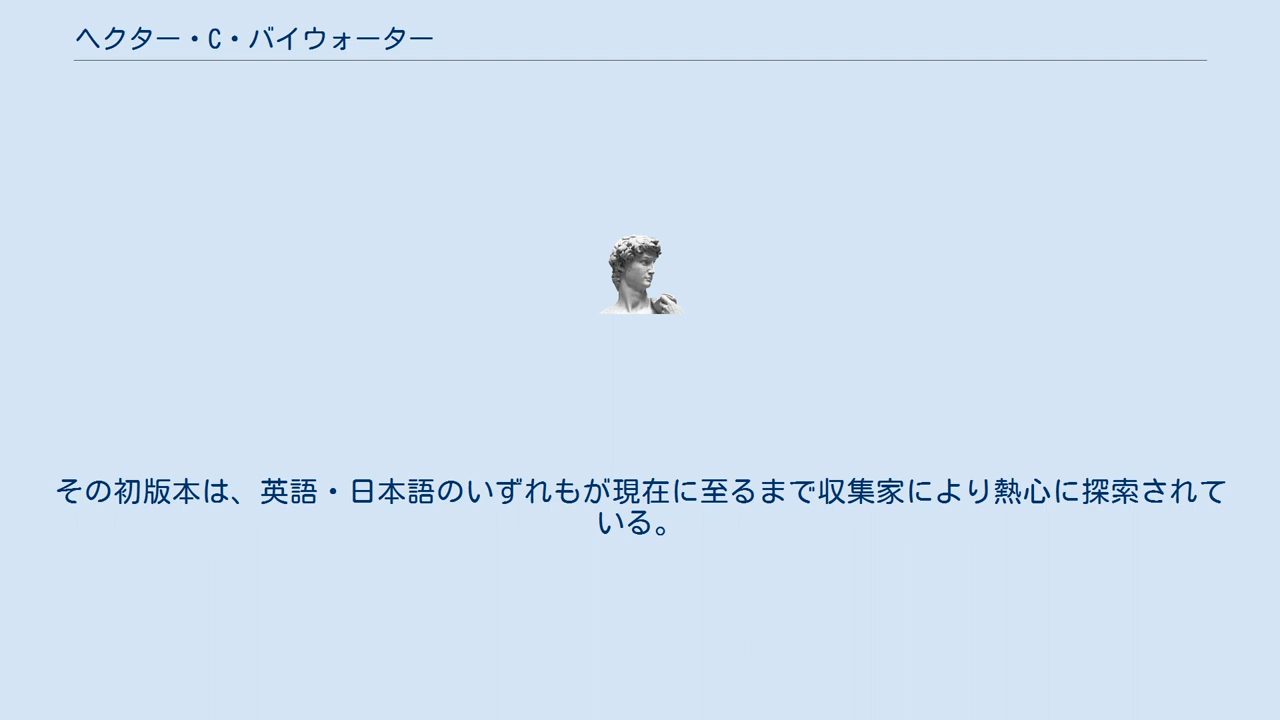 ヘクター・C・バイウォーター
その初版本は、英語・日本語のいずれもが現在に至るまで収集家により熱心に探索されて
いる。